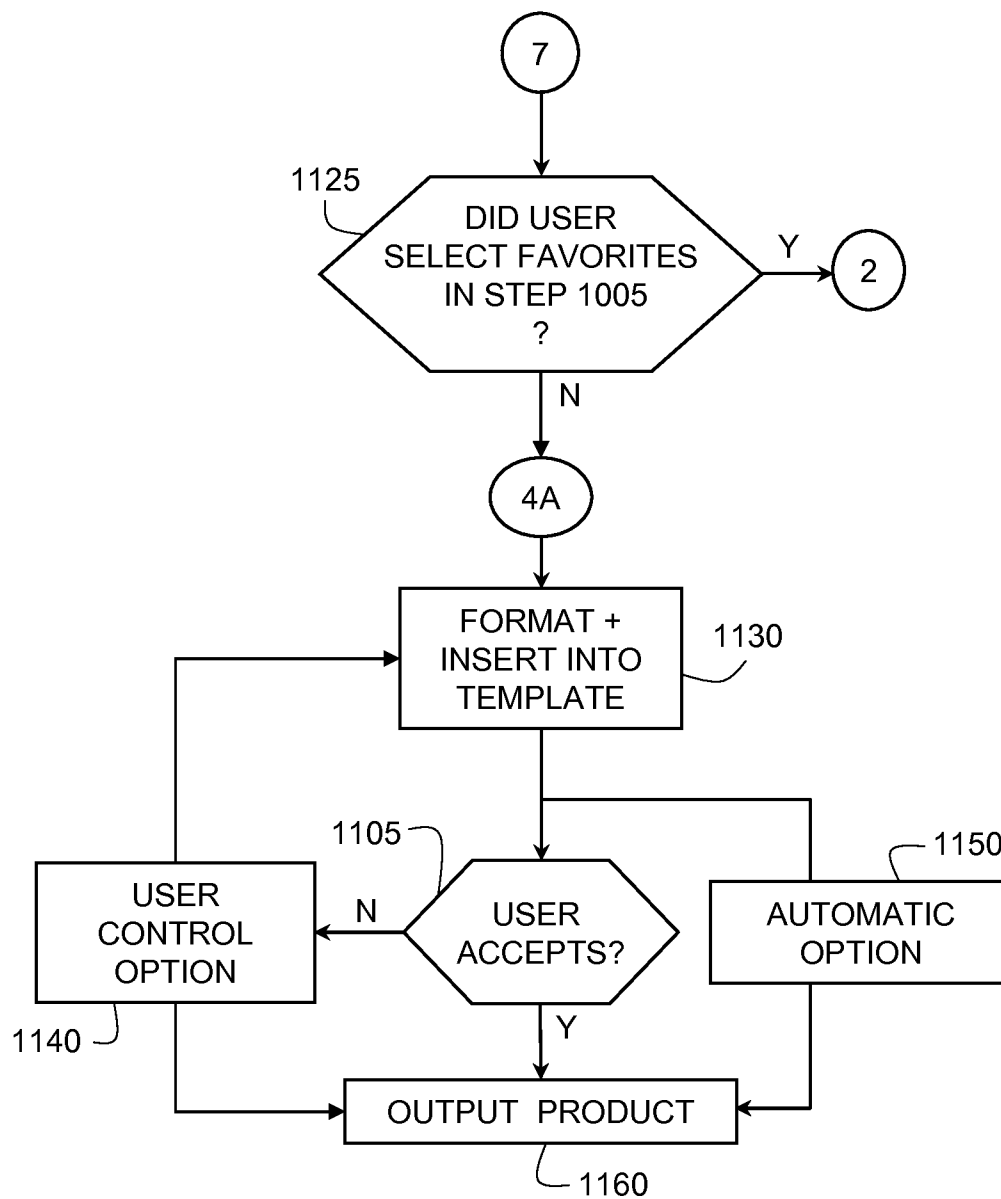 7
1125
DID USER
SELECT FAVORITES
IN STEP 1005
?
Y
2
N
4A
FORMAT +
INSERT INTO
TEMPLATE
1130
1105
1150
USER
CONTROL
OPTION
N
USER
ACCEPTS?
AUTOMATIC
OPTION
1140
Y
OUTPUT PRODUCT
1160